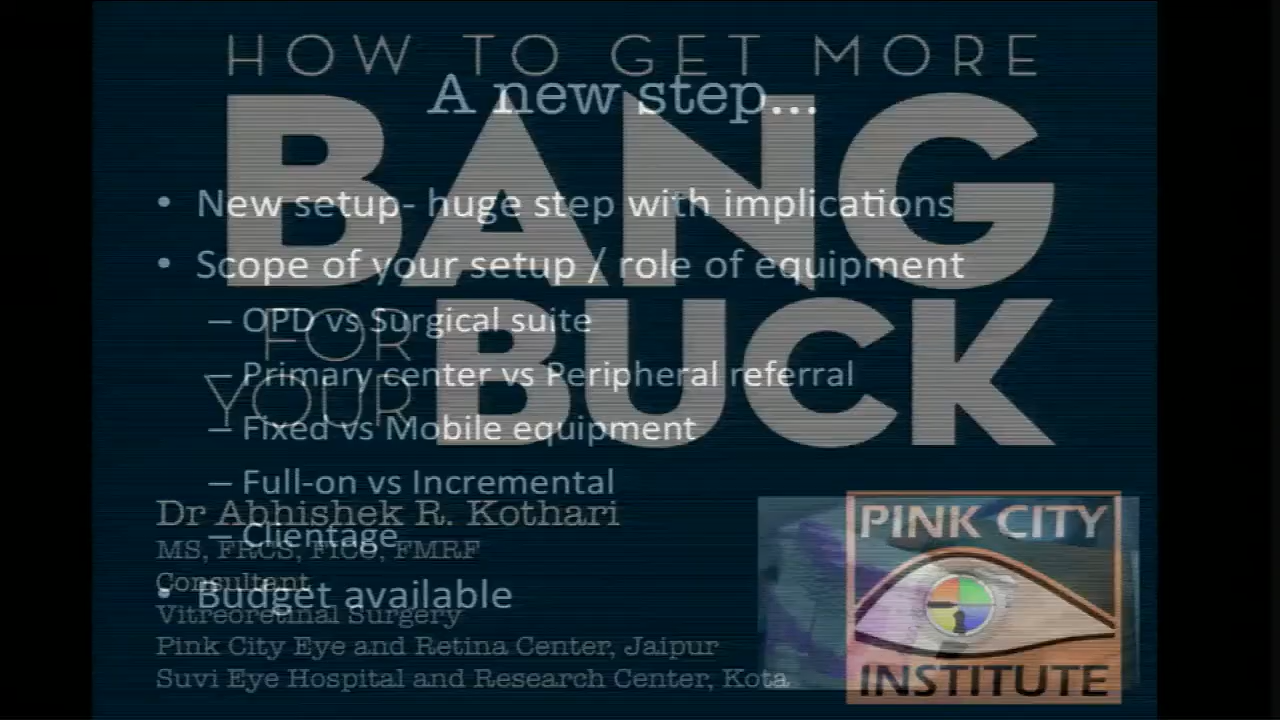 HOW TO GET MORE
BANG
FOR
YOUR
BUCK
Dr Abhishek R. Kothari
MS, FRCS, FICO, FMRF
Consultant
Vitreoretinal Surgery
Pink City Eye and Retina Center, Jaipur
Suvi Eye Hospital and Research Center, Kota
PINK CITY
INSTITUTE
A new step...
• New setup- huge step with implications
• Scope of your setup / role of equipment
– OPD vs Surgical suite
– Primary center vs Peripheral referral
– Fixed vs Mobile equipment
– Full-on vs Incremental
– Clientage
• Budget available